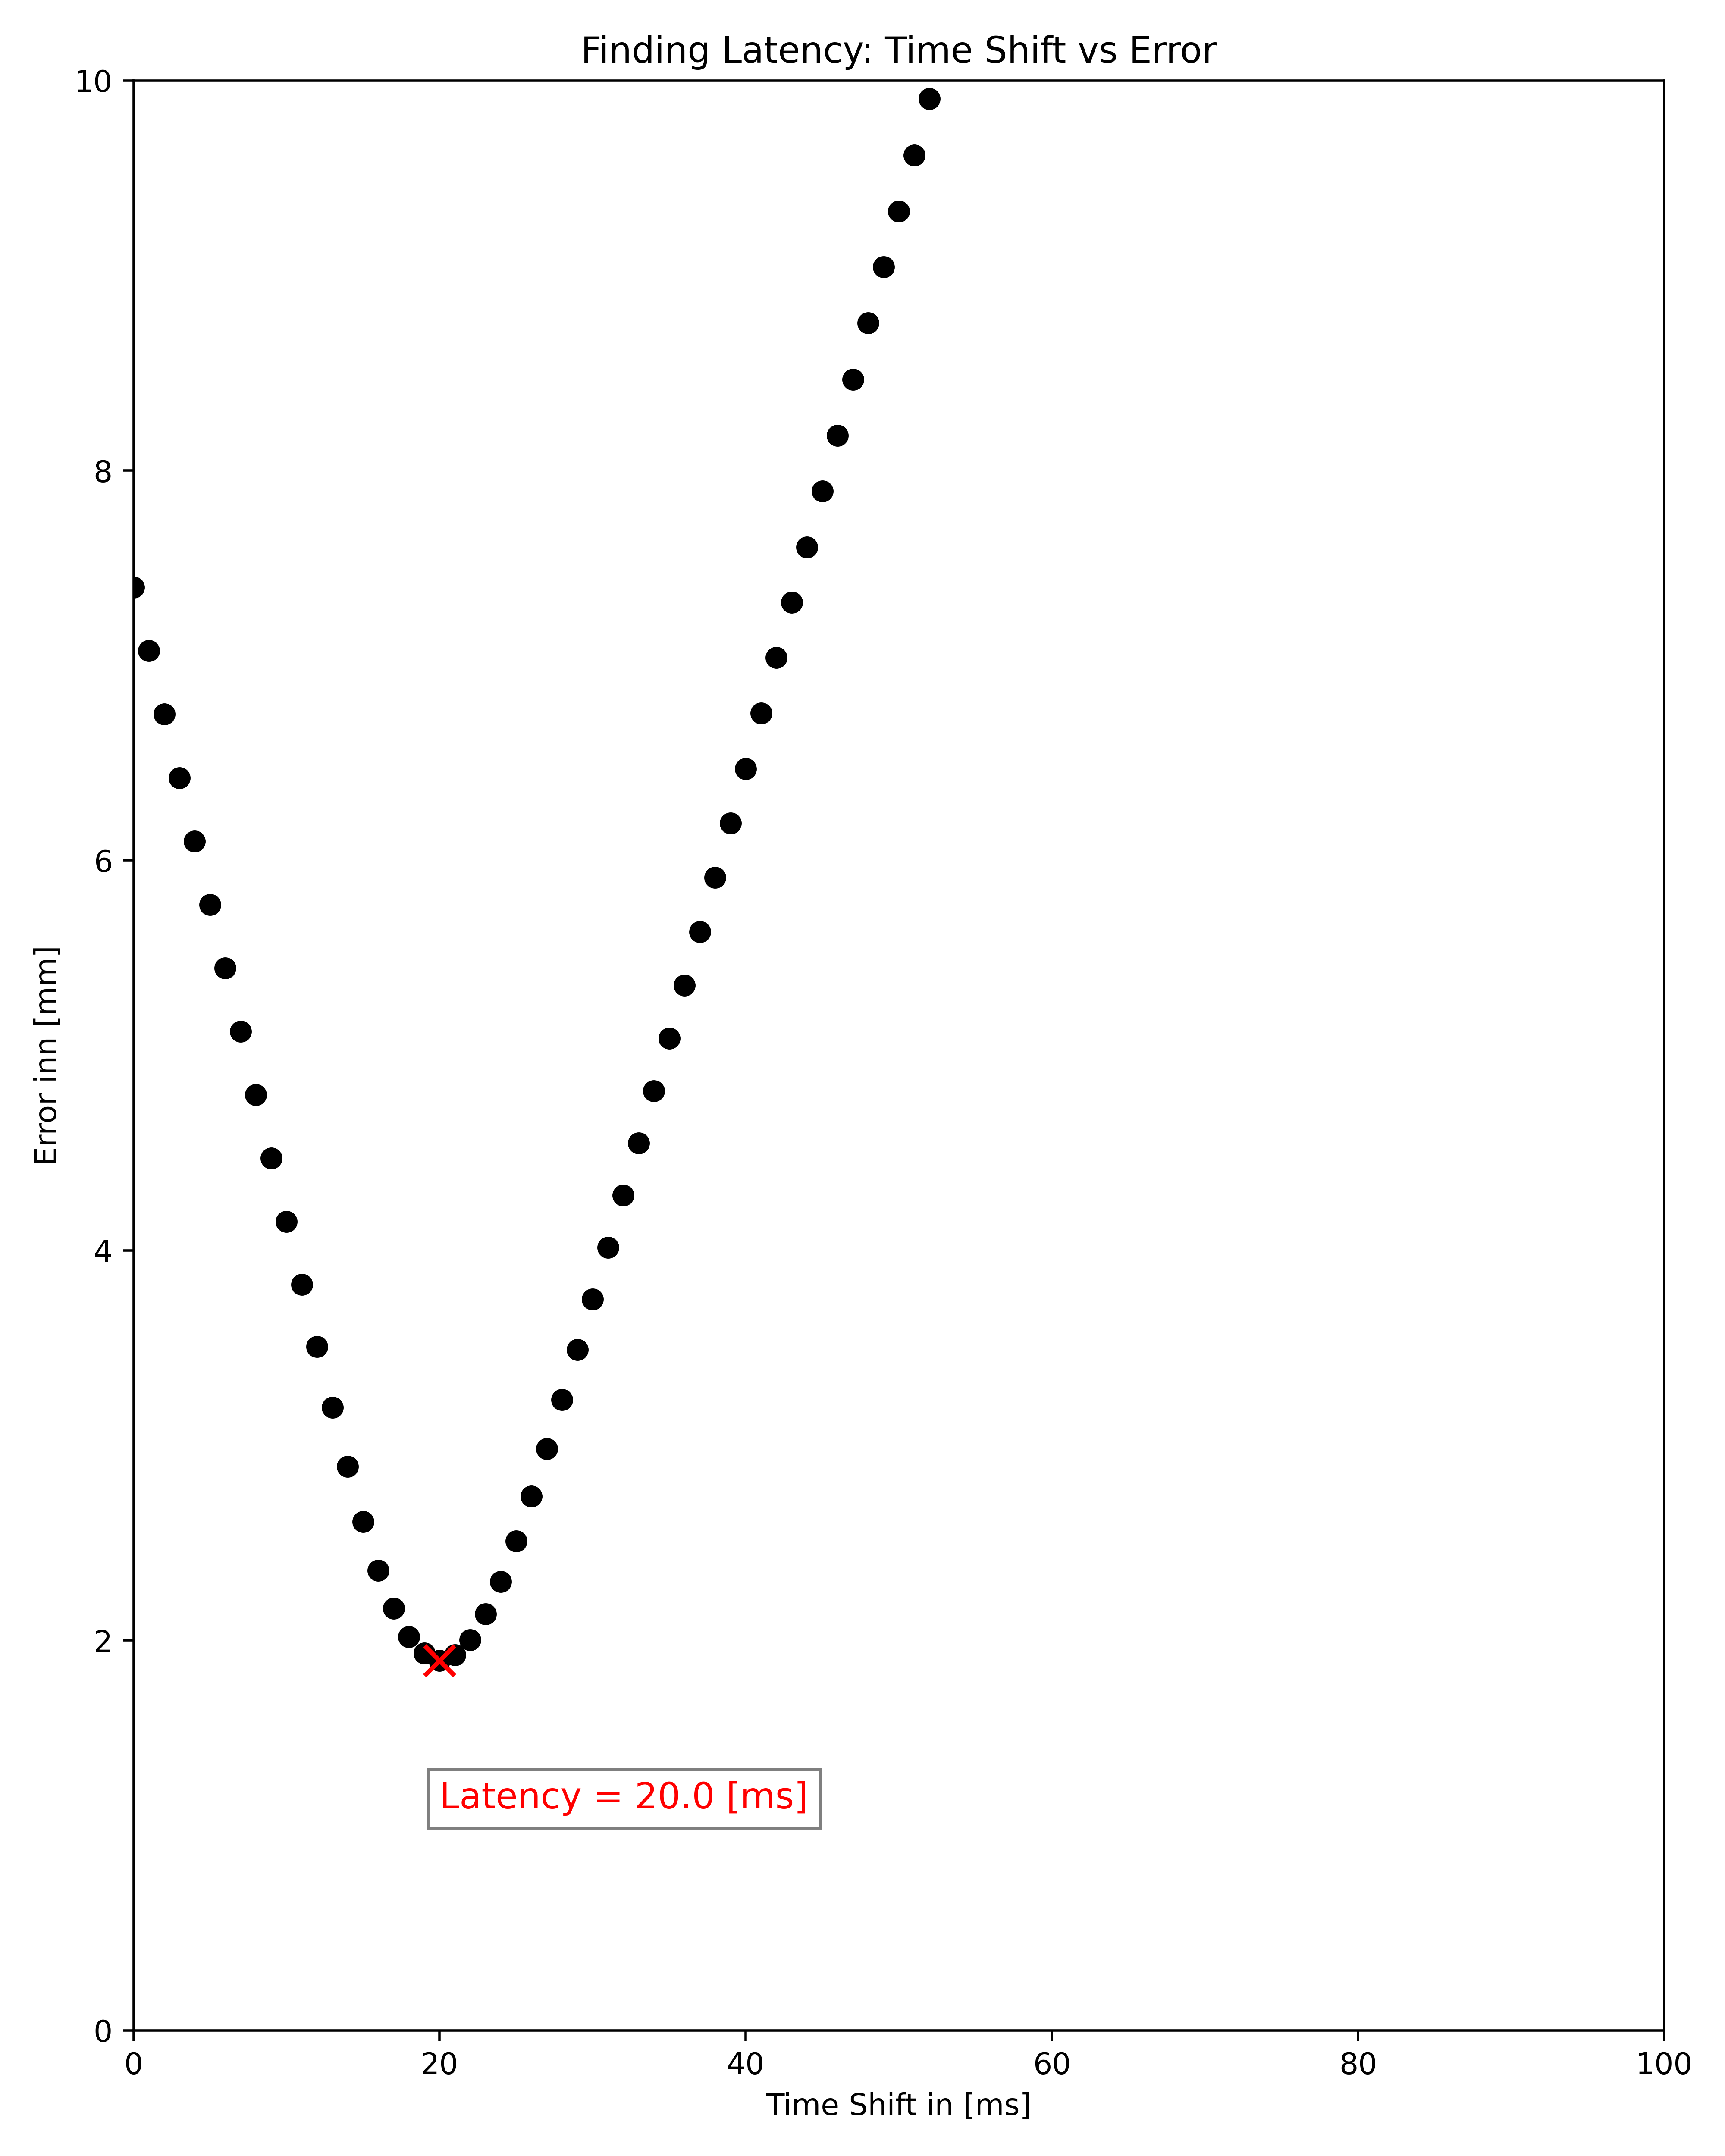 Finding Latency: Time Shift vs Error
10
8
6
4
2
0
Error inn [mm]
Latency = 20.0 [ms]
0 20 40 60 80 100
Time Shift in [ms]